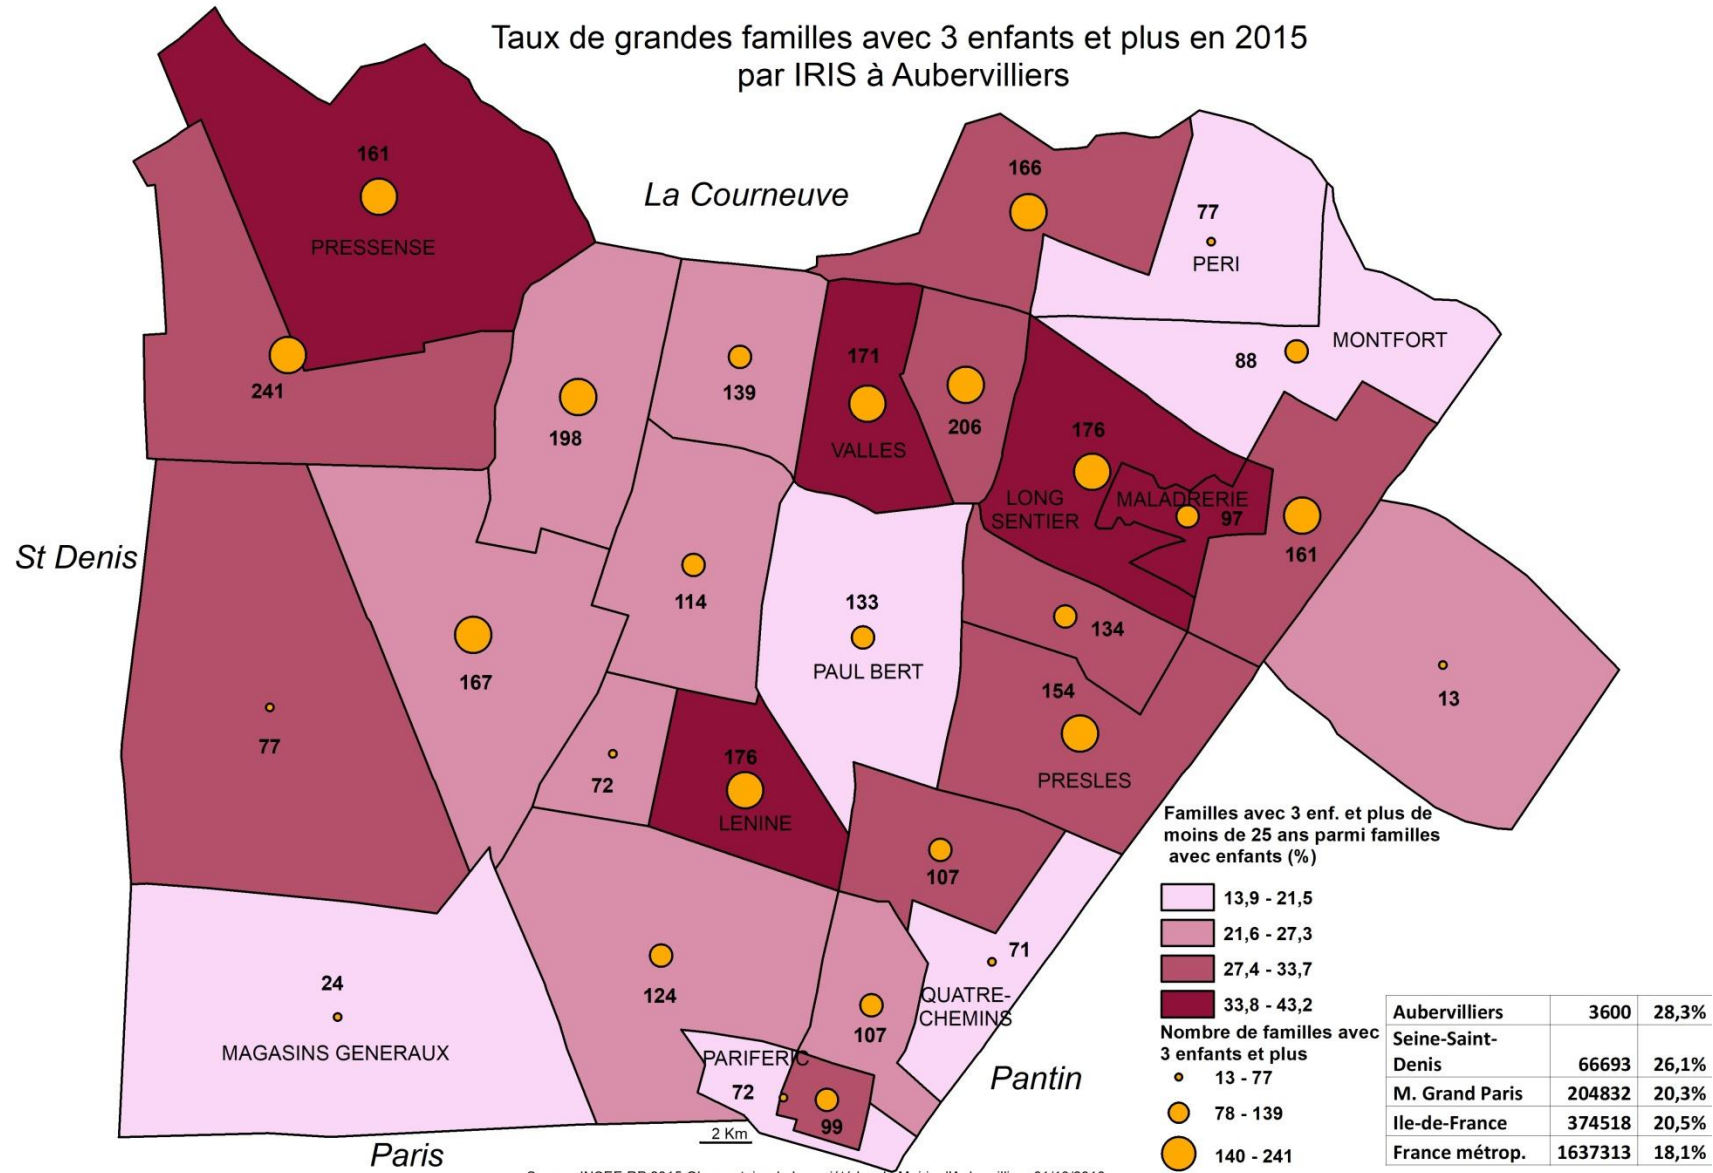 Taux de grandes familles avec 3 enfants et plus en 2015
par IRIS à Aubervilliers
161
PRESSENSE
La Courneuve
166
77
PERI
MONTFORT
88
241
198
139
171
VALLES
206
176
LONG
SENTIER
MALADRERIE
97
161
St Denis
114
133
PAUL BERT
134
13
167
154
PRESLES
77
72
176
LENINE
107
71
QUATRE-
CHEMINS
24
MAGASINS GENERAUX
124
107
PARIFERIC
72
99
Pantin
Paris
2 Km
Familles avec 3 enf. et plus de
moins de 25 ans parmi familles
avec enfants (%)
13,9 - 21,5
21,6 - 27,3
27,4 - 33,7
33,8 - 43,2
Nombre de familles avec
3 enfants et plus
13 - 77
78 - 139
140 - 241
Aubervilliers 3600 28,3%
Seine-Saint-
Denis 66693 26,1%
M. Grand Paris 204832 20,3%
Ile-de-France 374518 20,5%
France métrop. 1637313 18,1%